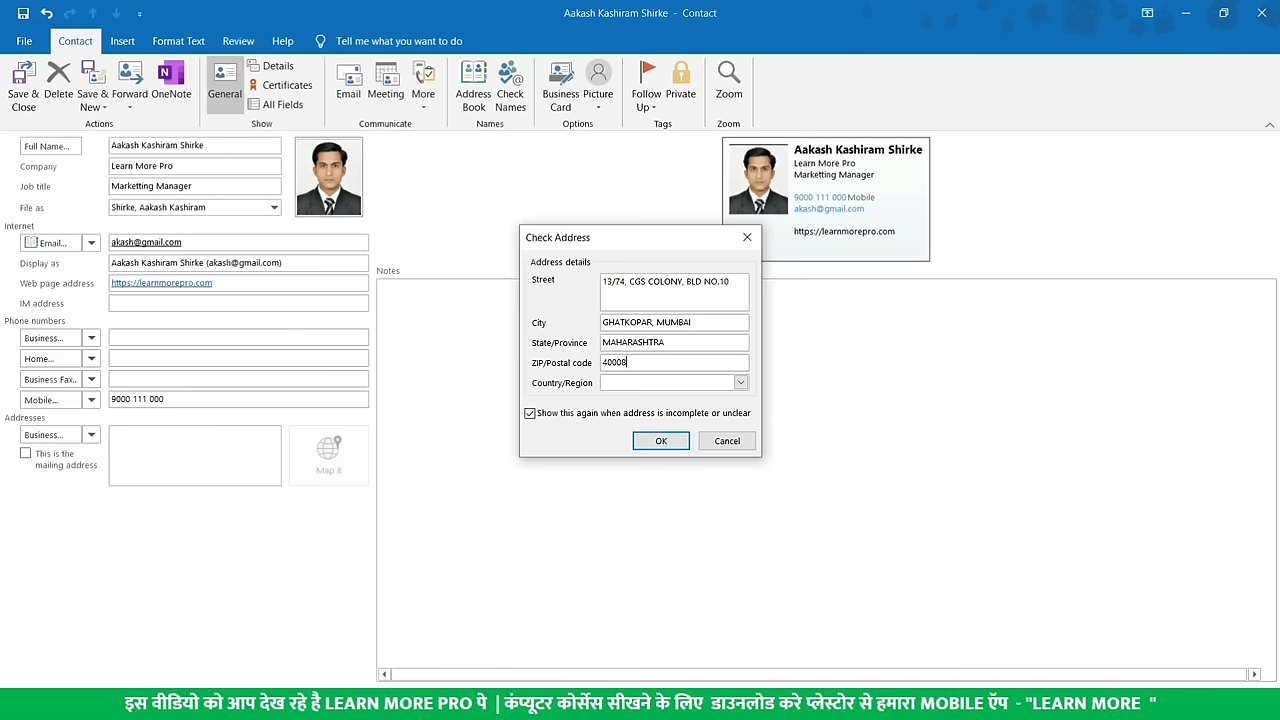 Aakash Kashiram Shirke - Contact
File Contact Insert Format Text Review Help Tell me what you want to do
Save & Close
Delete
Save & New
Forward
OneNote
Actions
General
Details
Certificates
All Fields
Show
Email
Meeting
More
Communicate
Address Book
Check Names
Names
Business Card
Picture
Options
Follow Up
Private
Tags
Zoom
Zoom
Full Name... Aakash Kashiram Shirke
Company Learn More Pro
Job title Marketting Manager
File as Shirke, Aakash Kashiram
Internet
Email... akash@gmail.com
Display as Aakash Kashiram Shirke (akash@gmail.com)
Web page address https://learnmorepro.com
IM address
Phone numbers
Business...
Home...
Business Fax..
Mobile... 9000 111 000
Addresses
Business...
This is the
mailing address
Map It
Notes
Aakash Kashiram Shirke
Learn More Pro
Marketting Manager
9000 111 000 Mobile
akash@gmail.com
https://learnmorepro.com
Check Address
Address details
Street 13/74, CGS COLONY, BLD NO.10
City GHATKOPAR, MUMBAI
State/Province MAHARASHTRA
ZIP/Postal code 40008
Country/Region
Show this again when address is incomplete or unclear
OK Cancel
इस वीडियो को आप देख रहे है LEARN MORE PRO पे | कंप्यूटर कोर्सेस सीखने के लिए डाउनलोड करे प्लेस्टोर से हमारा MOBILE ऍप - "LEARN MORE "